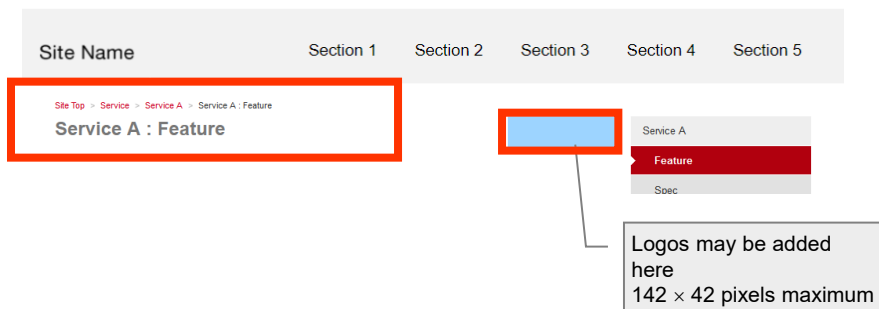 Site Name Section 1 Section 2 Section 3 Section 4 Section 5
Site Top > Service > Service A > Service A : Feature
Service A : Feature
Service A
Feature
Spec
Logos may be added
here
142 × 42 pixels maximum